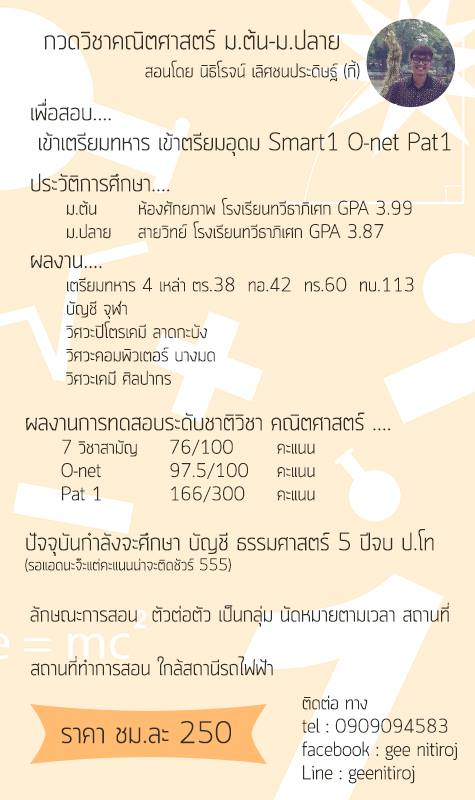 กวดวิชาคณิตศาสตร์ ม.ต้น-ม.ปลาย
สอนโดย นิธิโรจน์ เลิศชนประดิษฐ์ (กี้)
เพื่อสอบ....
เข้าเตรียมทหาร เข้าตรียมอุดม Smart1 O-net Pat1
ประวัติการศึกษา....
ม.ต้น ห้องศักยภาพ โรงเรียนทวีธาภิเศก GPA 3.99
ม.ปลาย สายวิทย์ โรงเรียนทวีธาภิเศก GPA 3.87
ผลงาน....
เตรียมทหาร 4 เหล่า ตร.38 ทอ.42 ทร.60 ทบ.113
บัญชี จุฬา
วิศวะปิโตรเคมี ลาดกะบัง
วิศวะคอมพิวเตอร์ บางมด
วิศวะเคมี ศิลปากร
ผลงานการทดสอบระดับชาติวิชา คณิตศาสตร์ ....
7 วิชาสามัญ 76/100 คะแนน
O-net 97.5/100 คะแนน
Pat 1 166/300 คะแนน
ปัจจุบันกำลังจะศึกษา บัญชี ธรรมศาสตร์ 5 ปีจบ ป.โท
(รอแอดนะจ๊ะแต่คะแนนน่าจะติดชัวร์ 555)
ลักษณะการสอน ตัวต่อตัว เป็นกลุ่ม นัดหมายตามเวลา สถานที่
e = mc²
สถานที่ทำการสอน ใกล้สถานีรถไฟฟ้า
ราคา ชม.ละ 250
ติดต่อ ทาง
tel : 0909094583
facebook : gee nitiroj
Line : geenitiroj